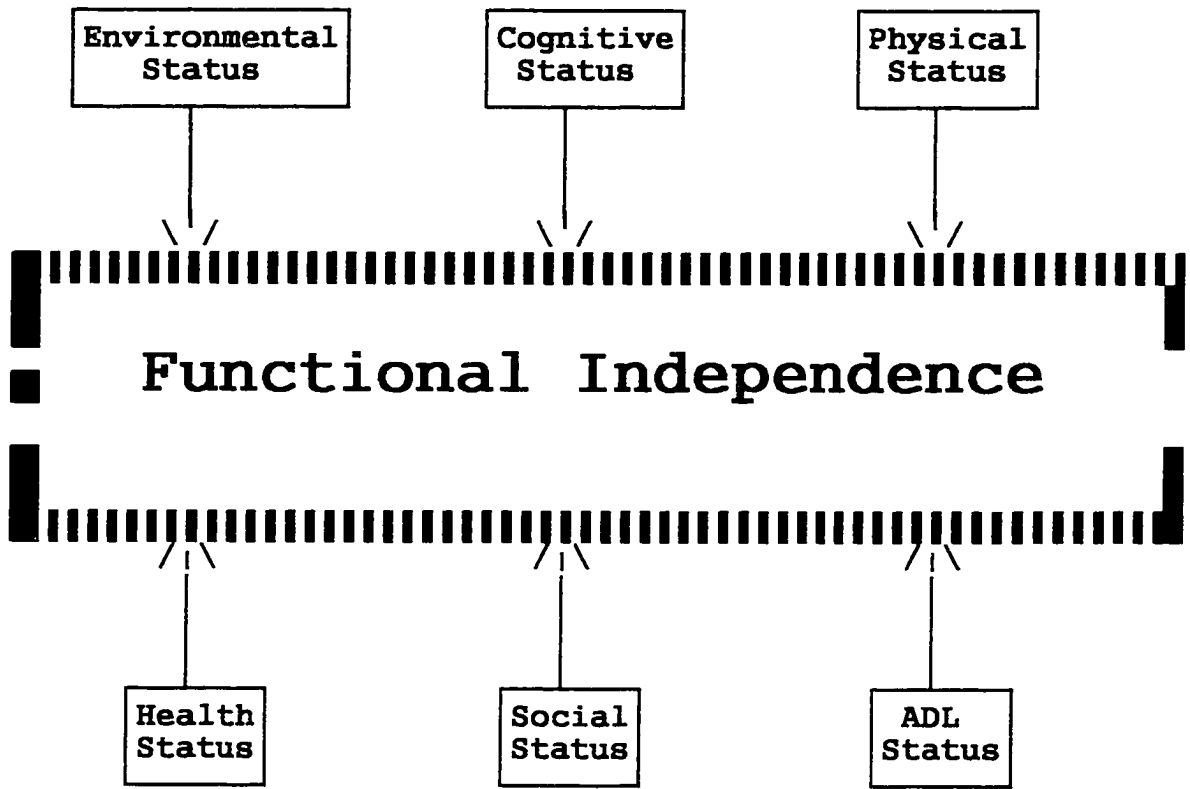 Environmental
Status
Cognitive
Status
Physical
Status
Functional Independence
Health
Status
Social
Status
ADL
Status